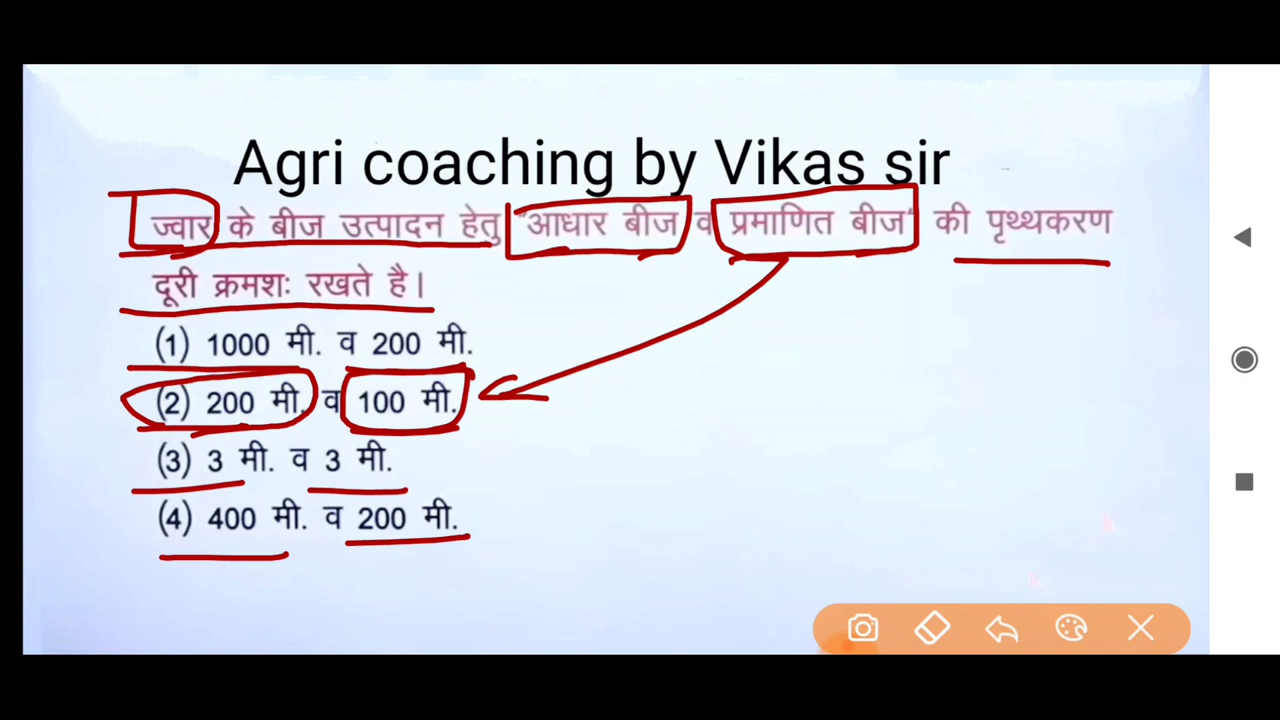 Agri coaching by Vikas sir
ज्वार के बीज उत्पादन हेतु "आधार बीज व प्रमाणित बीज" की पृथ्थकरण
दूरी क्रमशः रखते है।
(1) 1000 मी. व 200 मी.
(2) 200 मी. व 100 मी.
(3) 3 मी. व 3 मी.
(4) 400 मी. व 200 मी.